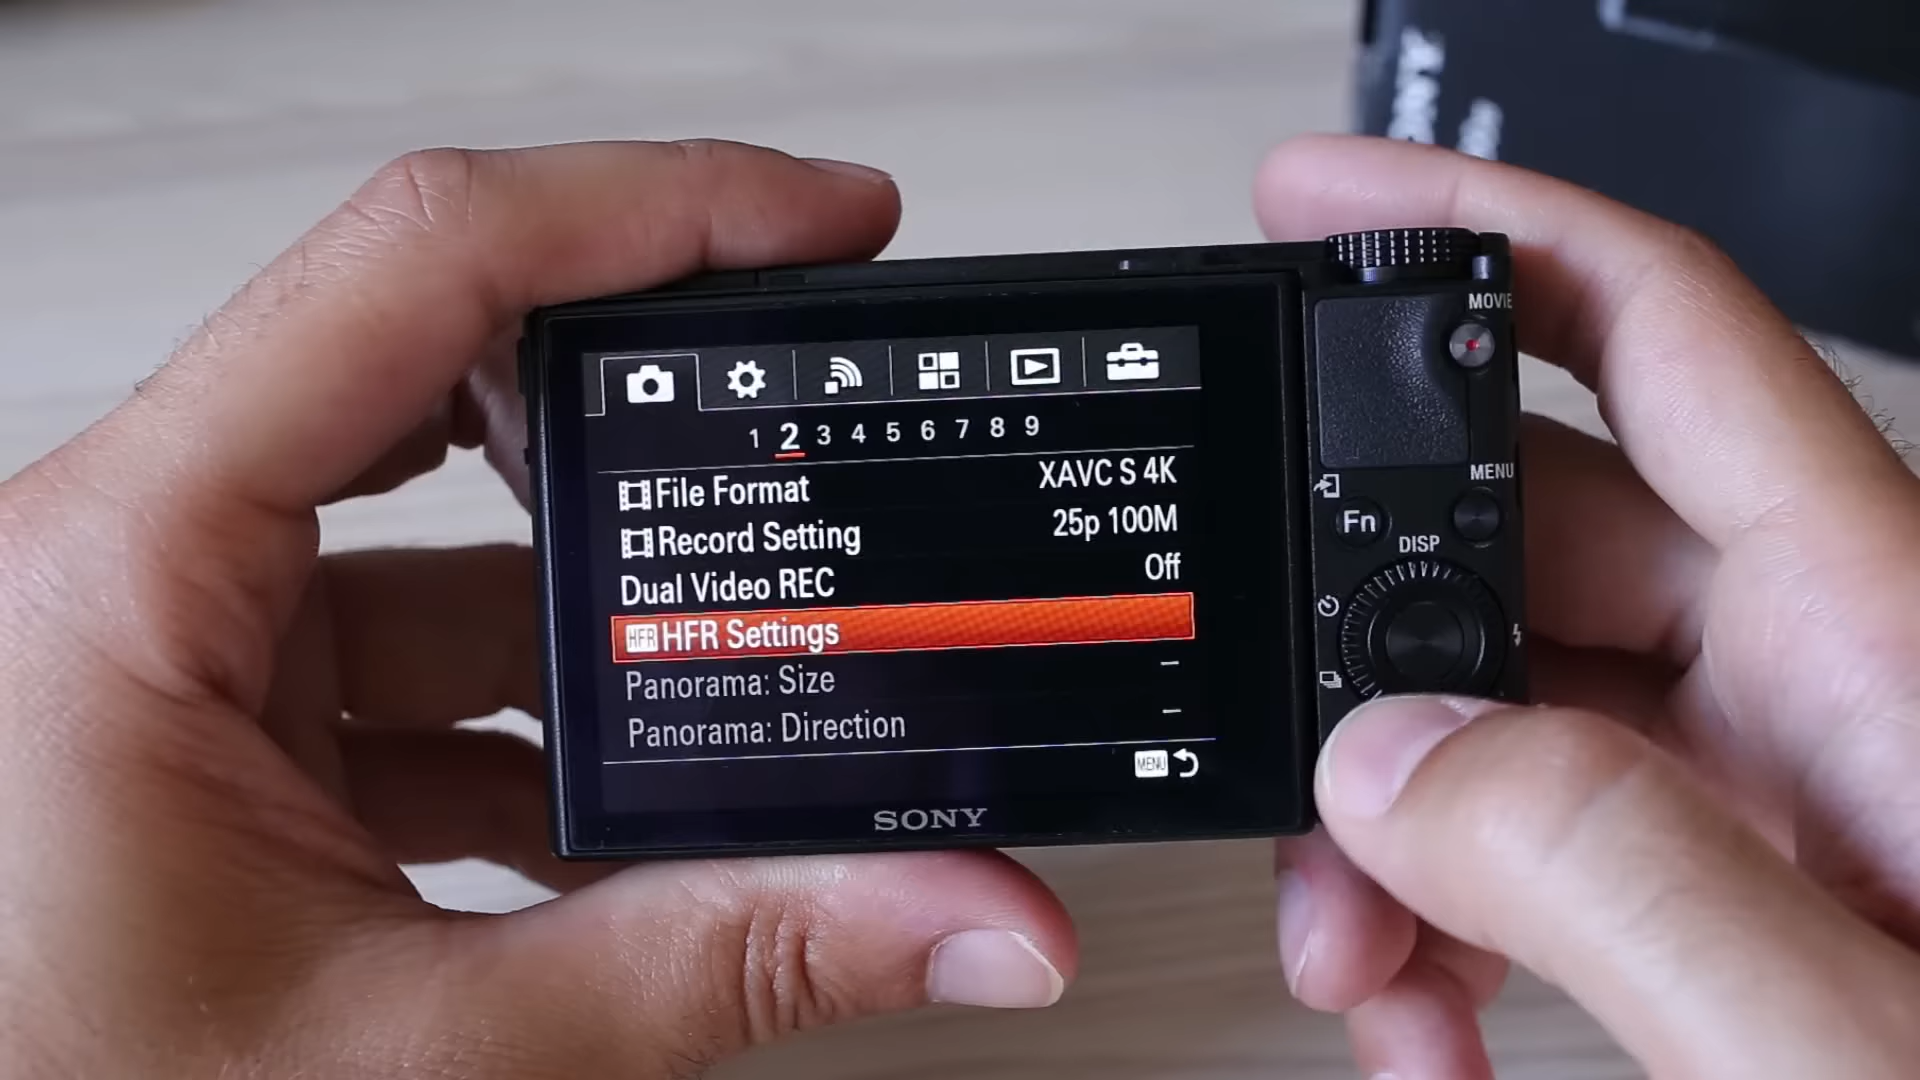 SONY
MOVIE
1 2 3 4 5 6 7 8 9
File Format XAVC S 4K
Record Setting 25p 100M
Dual Video REC Off
HFR HFR Settings
Panorama: Size –
Panorama: Direction –
MENU
SONY
MENU
Fn
DISP